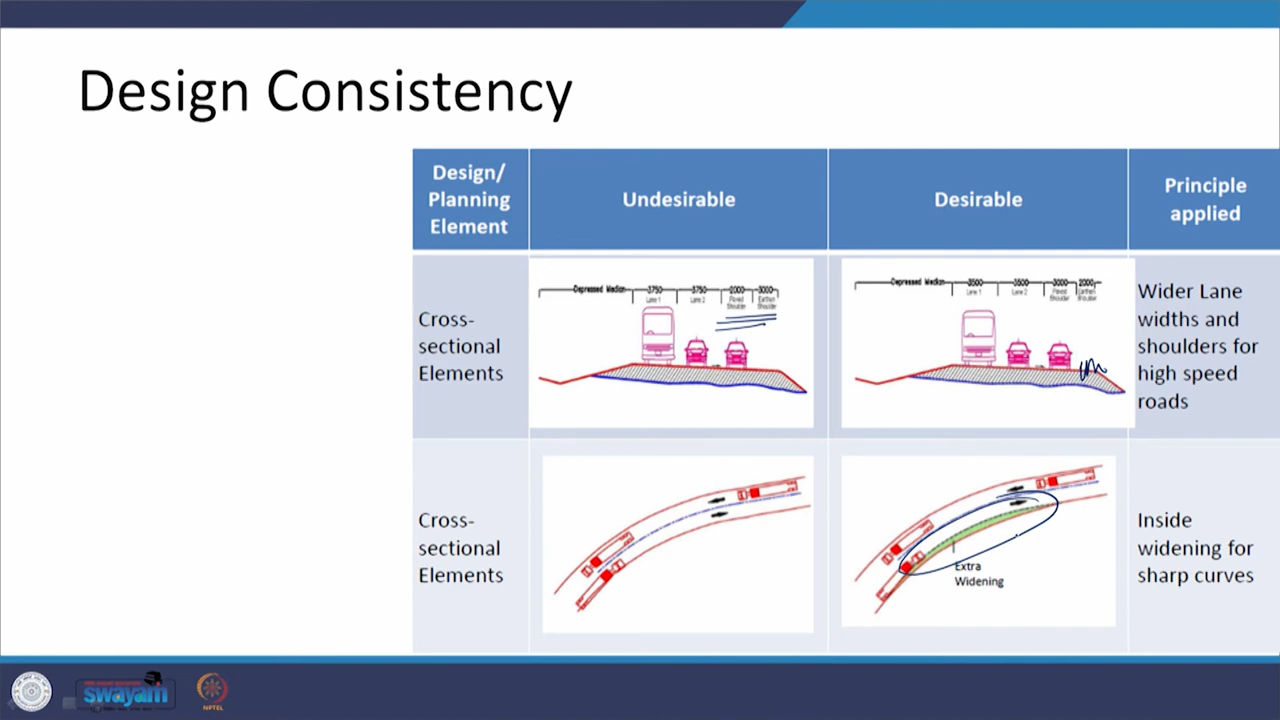 Design Consistency
Design/
Planning
Element
Undesirable
Desirable
Principle
applied
Cross-
sectional
Elements
Depressed Median
3750
3750
2000
3000
Lane 1
Lane 2
Paved
Shoulder
Earthen
Shoulder
Depressed Median
3500
3500
3000
2000
Lane 1
Lane 2
Paved
Shoulder
Earthen
Shoulder
Wider Lane
widths and
shoulders for
high speed
roads
Cross-
sectional
Elements
Extra
Widening
Inside
widening for
sharp curves
swayam
NPTEL